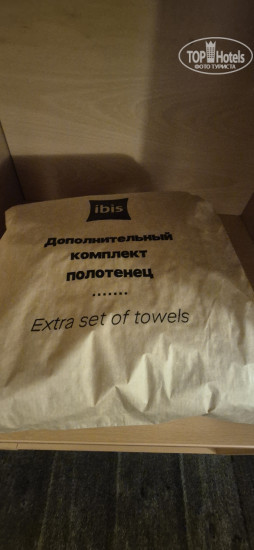 TOP Hotels
ФОТО ТУРИСТА
ibis
Дополнительный
комплект
полотенец
.......
Extra set of towels